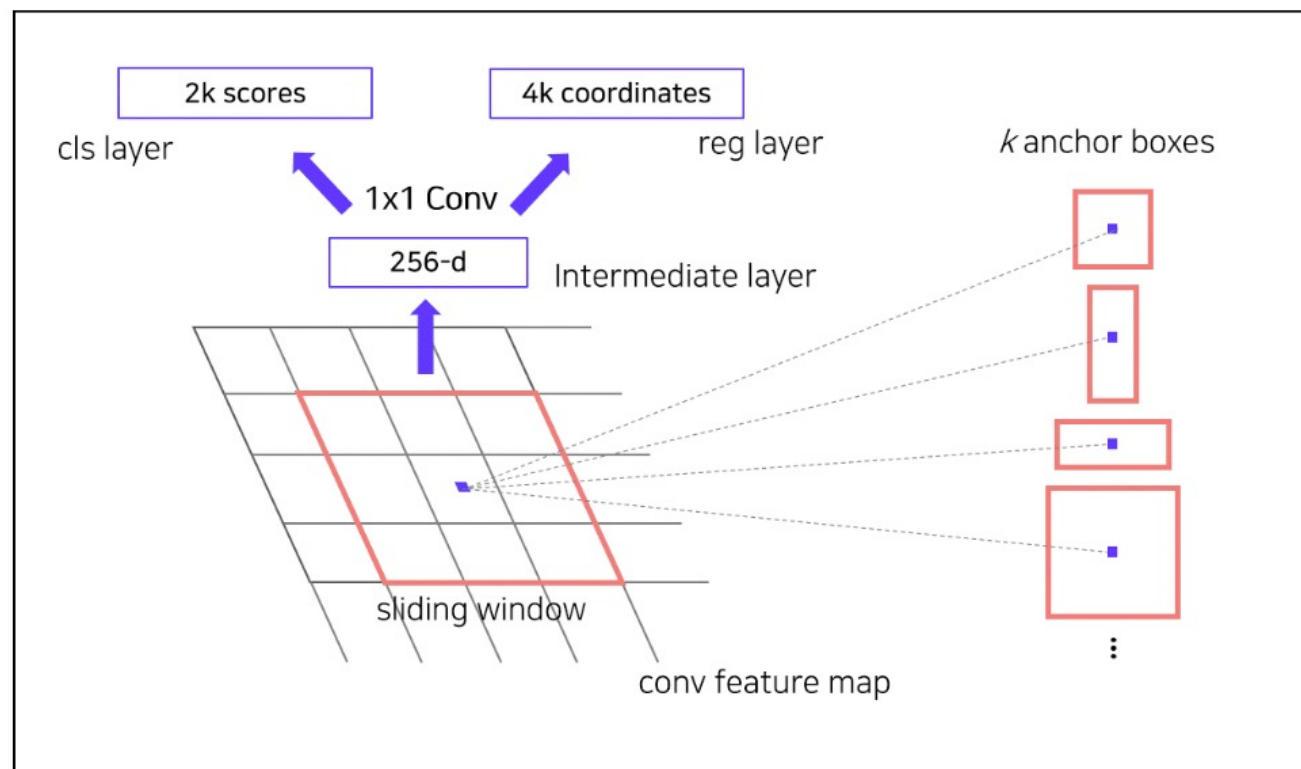 2k scores
4k coordinates
cls layer
reg layer
k anchor boxes
1x1 Conv
256-d
Intermediate layer
sliding window
conv feature map